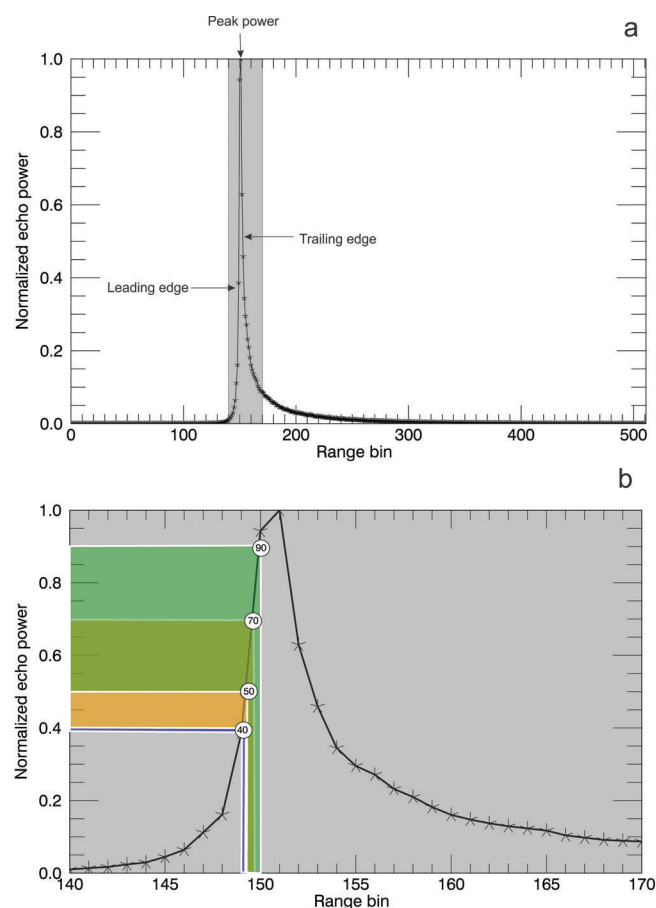 Peak power
a
1.0
0.8
0.6
0.4
0.2
0.0
Normalized echo power
Trailing edge
Leading edge
0 100 200 300 400 500
Range bin
b
1.0
0.8
0.6
0.4
0.2
0.0
Normalized echo power
90
70
50
40
140 145 150 155 160 165 170
Range bin